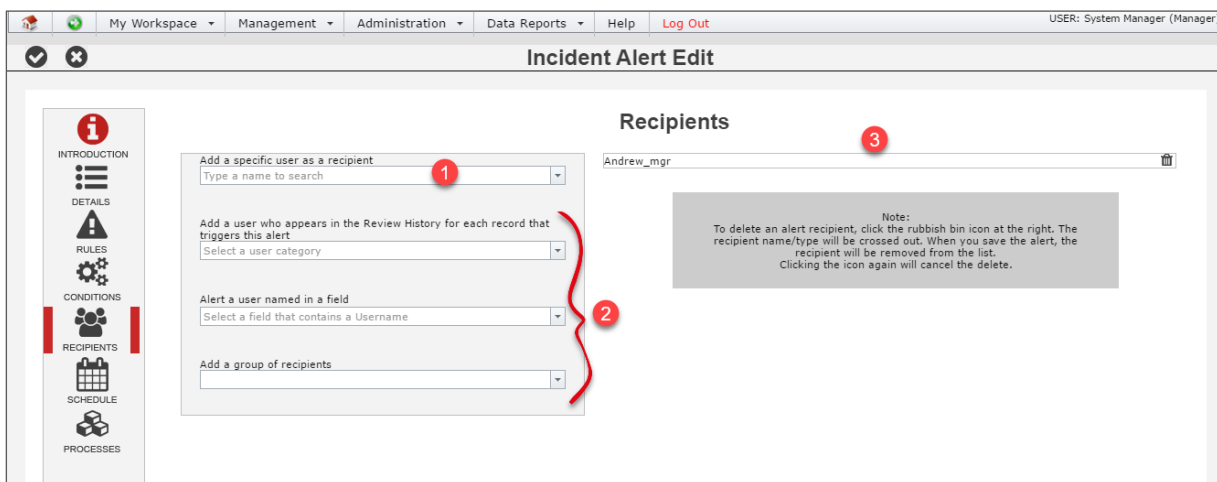 My Workspace Management Administration Data Reports Help Log Out
USER: System Manager (Manager)
Incident Alert Edit
INTRODUCTION
DETAILS
RULES
CONDITIONS
RECIPIENTS
SCHEDULE
PROCESSES
Add a specific user as a recipient
Type a name to search
1
Add a user who appears in the Review History for each record that
triggers this alert
Select a user category
Alert a user named in a field
Select a field that contains a Username
2
Add a group of recipients
Recipients
3
Andrew_mgr
Note:
To delete an alert recipient, click the rubbish bin icon at the right. The
recipient name/type will be crossed out. When you save the alert, the
recipient will be removed from the list.
Clicking the icon again will cancel the delete.